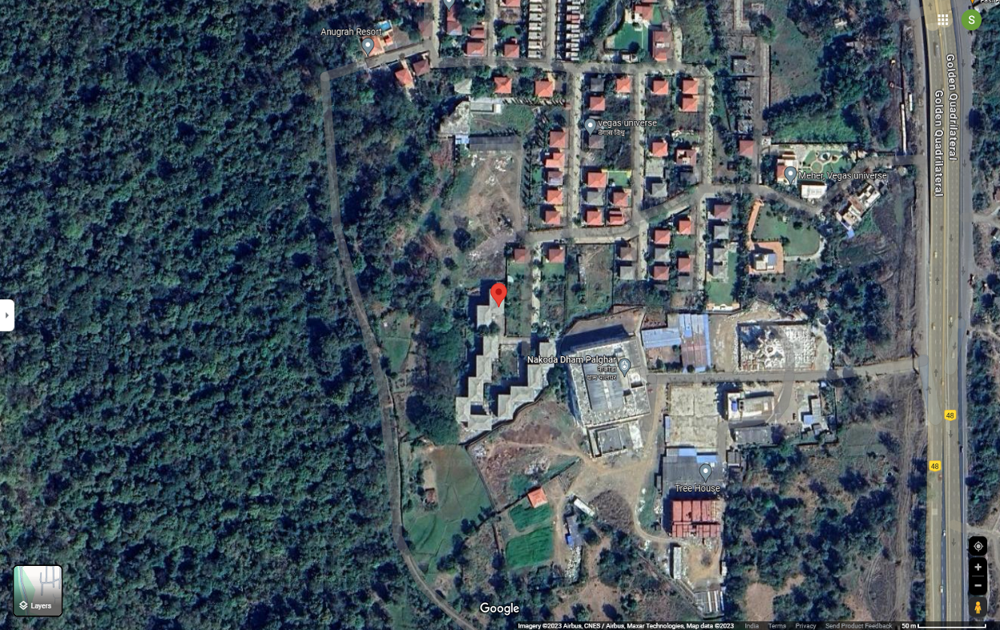 S
Anugrah Resort
Golden Quadrilateral
Golden Quadrilateral
vegas universe
वेगास विश्व
Meher, Vegas universe
Nakoda Dham Palghar
नाकोडा
धाम पालघर
48
48
Tree House
Layers
Google
Imagery ©2023 Airbus, CNES / Airbus, Maxar Technologies, Map data ©2023 India Terms Privacy Send Product Feedback 50 m